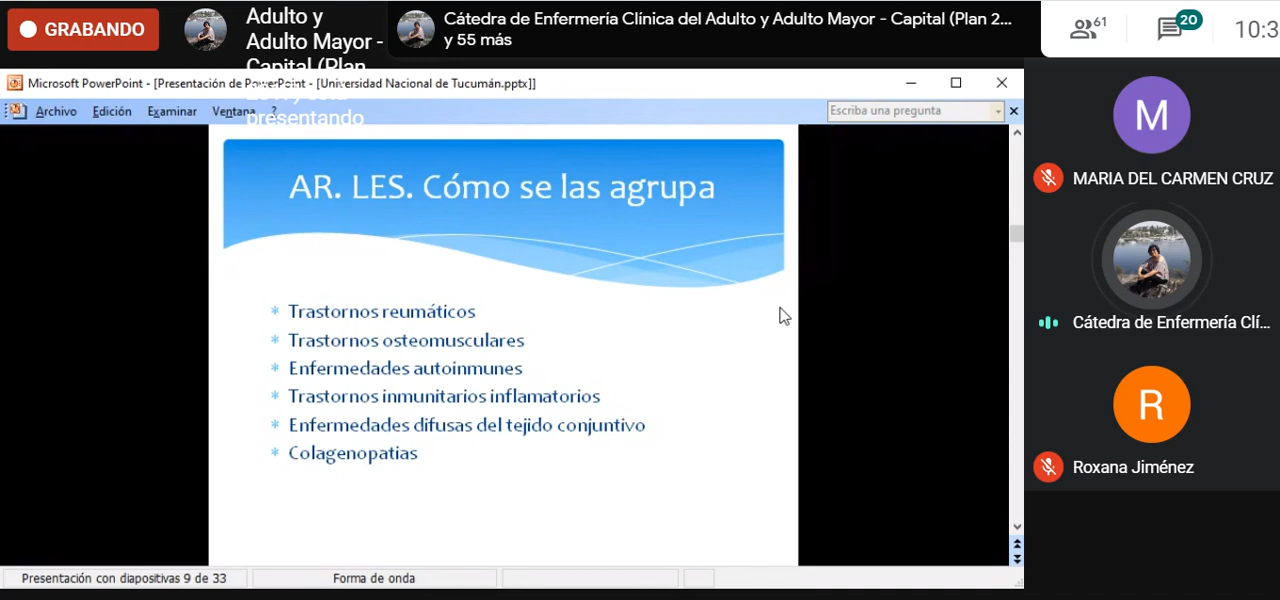 GRABANDO
Adulto y
Adulto Mayor -
Capital (Plan
presentando
Cátedra de Enfermería Clínica del Adulto y Adulto Mayor - Capital (Plan 2...
y 55 más
61
20
10:3
Microsoft PowerPoint - [Presentación de PowerPoint - [Universidad Nacional de Tucumán.pptx]]
Archivo Edición Examinar Ventana ?
Escriba una pregunta
AR. LES. Cómo se las agrupa
* Trastornos reumáticos
* Trastornos osteomusculares
* Enfermedades autoinmunes
* Trastornos inmunitarios inflamatorios
* Enfermedades difusas del tejido conjuntivo
* Colagenopatias
Presentación con diapositivas 9 de 33
Forma de onda
M
MARIA DEL CARMEN CRUZ
Cátedra de Enfermería Clí...
R
Roxana Jiménez